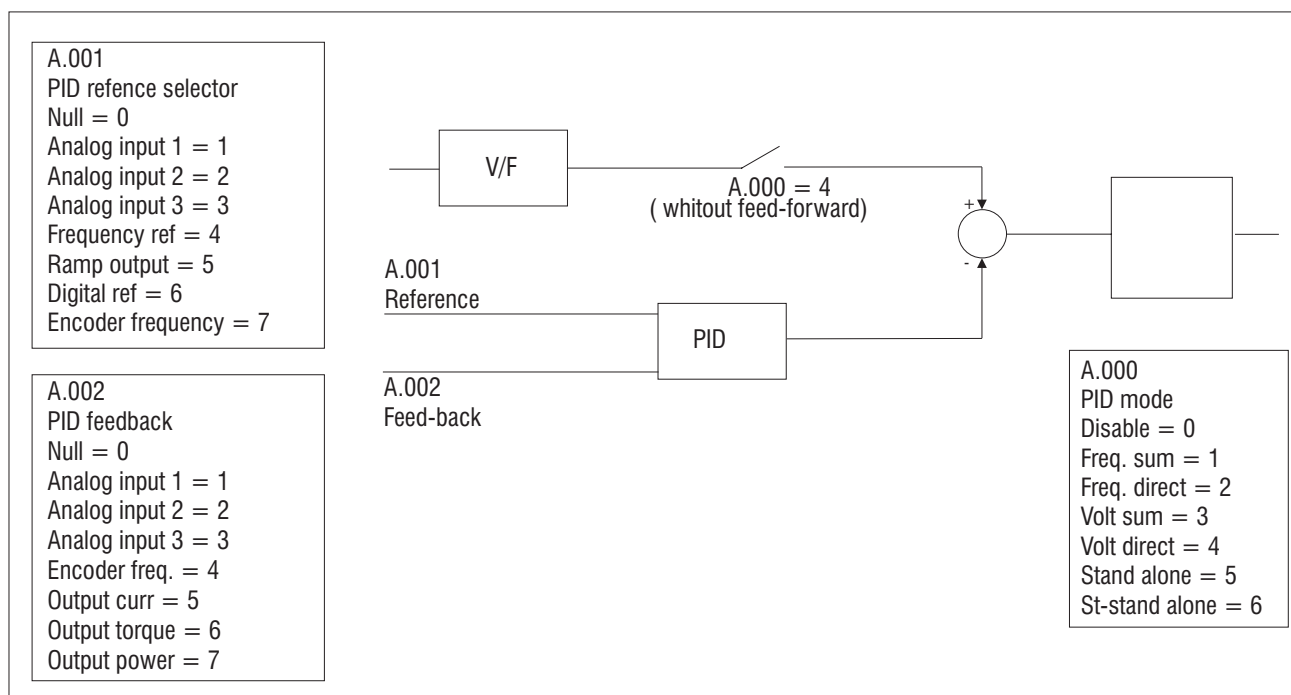 A.001
PID refence selector
Null = 0
Analog input 1 = 1
Analog input 2 = 2
Analog input 3 = 3
Frequency ref = 4
Ramp output = 5
Digital ref = 6
Encoder frequency = 7
A.002
PID feedback
Null = 0
Analog input 1 = 1
Analog input 2 = 2
Analog input 3 = 3
Encoder freq. = 4
Output curr = 5
Output torque = 6
Output power = 7
V/F
A.000 = 4
( whitout feed-forward)
+
-
A.001
Reference
PID
A.002
Feed-back
A.000
PID mode
Disable = 0
Freq. sum = 1
Freq. direct = 2
Volt sum = 3
Volt direct = 4
Stand alone = 5
St-stand alone = 6